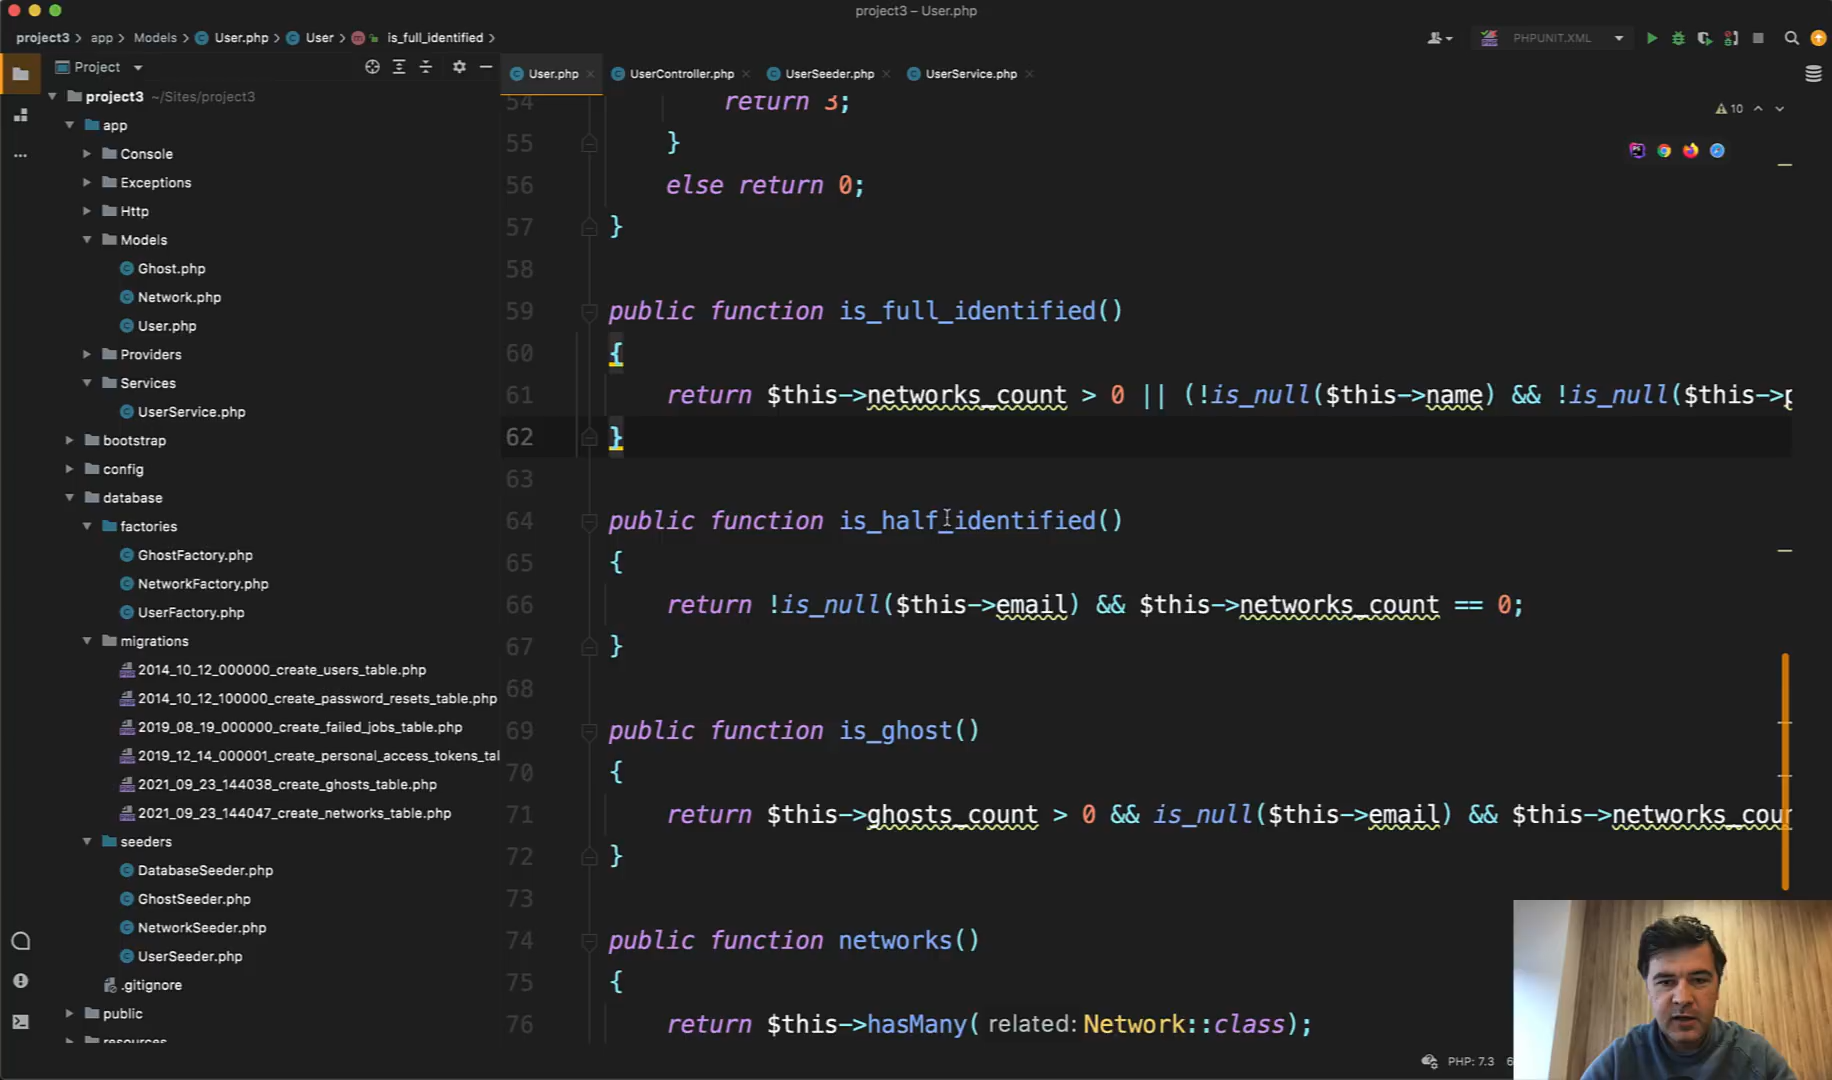 project3 – User.php
project3 > app > Models > User.php > User > m is_full_identified >
PHPUNIT.XML
Project
User.php
UserController.php
UserSeeder.php
UserService.php
project3 ~/Sites/project3
app
Console
Exceptions
Http
Models
Ghost.php
Network.php
User.php
Providers
Services
UserService.php
bootstrap
config
database
factories
GhostFactory.php
NetworkFactory.php
UserFactory.php
migrations
2014_10_12_000000_create_users_table.php
2014_10_12_100000_create_password_resets_table.php
2019_08_19_000000_create_failed_jobs_table.php
2019_12_14_000001_create_personal_access_tokens_tal
2021_09_23_144038_create_ghosts_table.php
2021_09_23_144047_create_networks_table.php
seeders
DatabaseSeeder.php
GhostSeeder.php
NetworkSeeder.php
UserSeeder.php
.gitignore
public
resources
10
54 return 3;
55 }
56 else return 0;
57 }
58
59 public function is_full_identified()
60 {
61 return $this->networks_count > 0 || (!is_null($this->name) && !is_null($this->p
62 }
63
64 public function is_half_identified()
65 {
66 return !is_null($this->email) && $this->networks_count == 0;
67 }
68
69 public function is_ghost()
70 {
71 return $this->ghosts_count > 0 && is_null($this->email) && $this->networks_cour
72 }
73
74 public function networks()
75 {
76 return $this->hasMany( related: Network::class);
PHP: 7.3